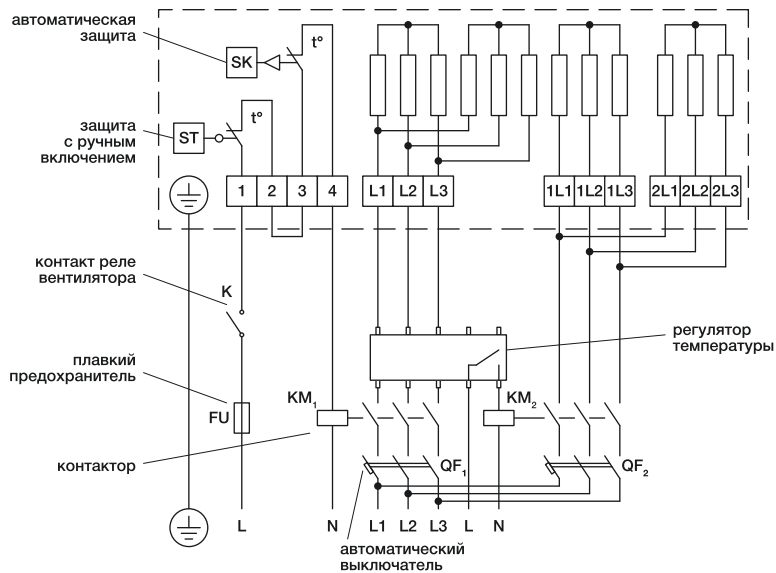 автоматическая
защита
SK
t°
защита
с ручным
включением
ST
t°
1 2 3 4 L1 L2 L3 1L1 1L2 1L3 2L1 2L2 2L3
контакт реле
вентилятора
K
регулятор
температуры
плавкий
предохранитель
FU
KM₁
KM₂
контактор
QF₁
QF₂
L N L1 L2 L3 L N
автоматический
выключатель